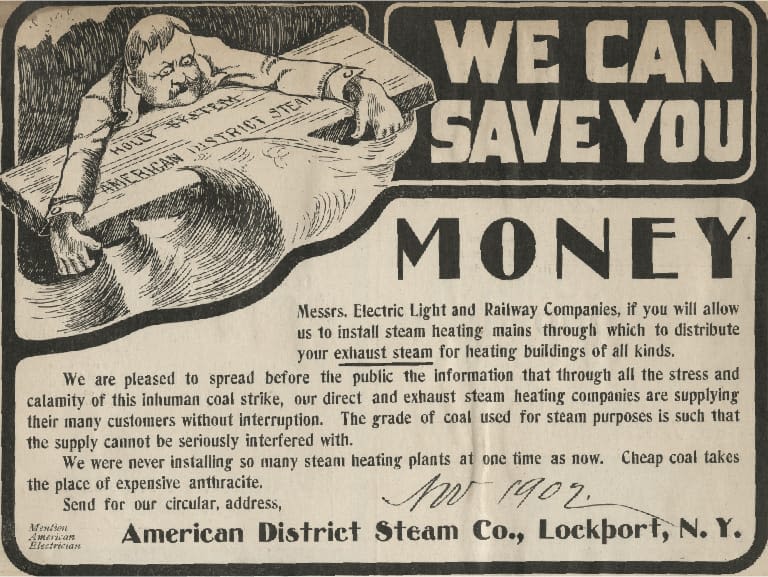 HOLLY SYSTEM
AMERICAN DISTRICT STEAM
WE CAN
SAVE YOU
MONEY
Messrs. Electric Light and Railway Companies, if you will allow
us to install steam heating mains through which to distribute
your exhaust steam for heating buildings of all kinds.
We are pleased to spread before the public the information that through all the stress and
calamity of this inhuman coal strike, our direct and exhaust steam heating companies are supplying
their many customers without interruption. The grade of coal used for steam purposes is such that
the supply cannot be seriously interfered with.
We were never installing so many steam heating plants at one time as now. Cheap coal takes
the place of expensive anthracite.
Send for our circular, address,
Nov 1902.
Mention
American
Electrician
American District Steam Co., Lockport, N. Y.